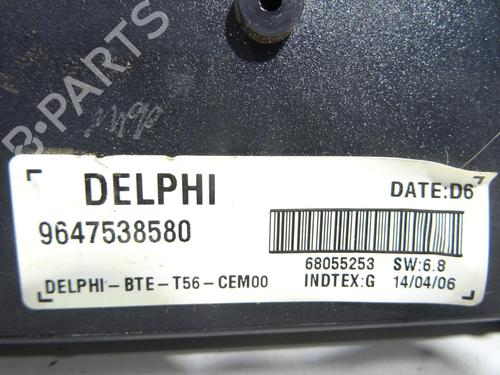 B-PARTS
DELPHI
DATE:D6
9647538580
68055253 SW:6.8
DELPHI-BTE-T56-CEM00
INDTEX:G 14/04/06